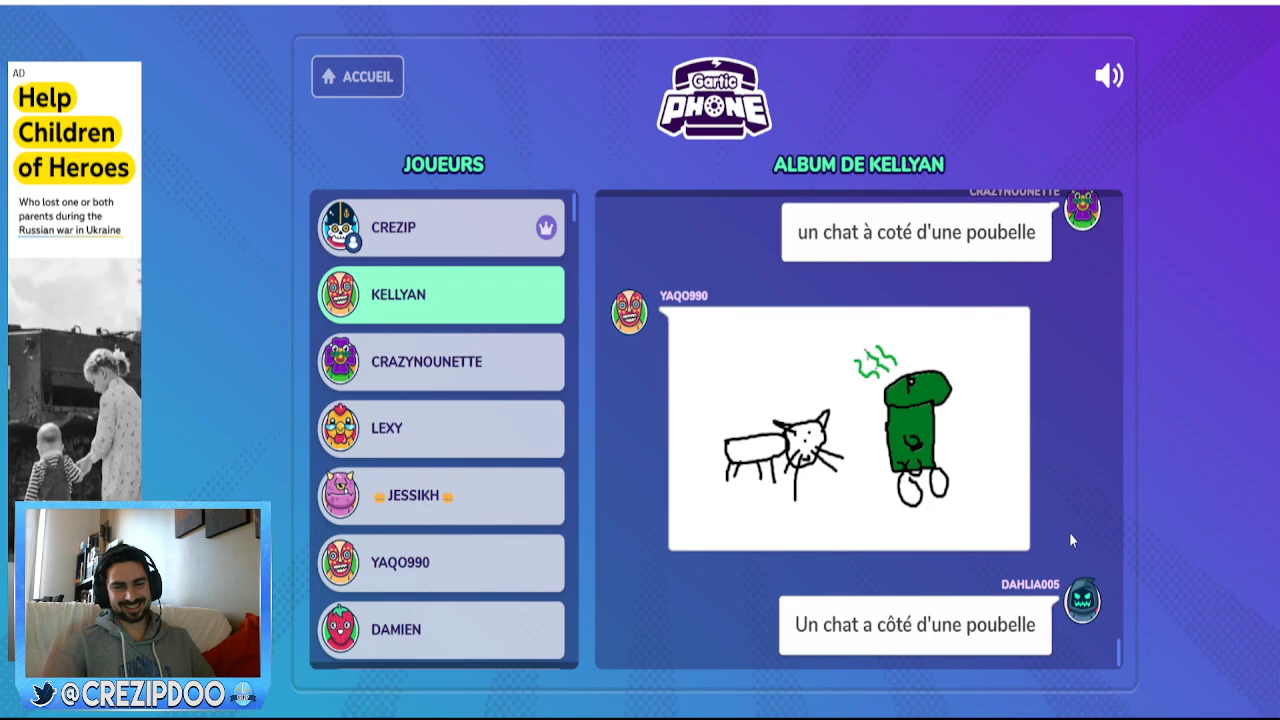 AD
Help
Children
of Heroes
Who lost one or both
parents during the
Russian war in Ukraine
ACCUEIL
Gartic
PHONE
JOUEURS
CREZIP
KELLYAN
CRAZYNOUNETTE
LEXY
JESSIKH
YAQO990
DAMIEN
ALBUM DE KELLYAN
CRAZYNOUNETTE
un chat à coté d'une poubelle
YAQO990
DAHLIA005
Un chat a côté d'une poubelle
@CREZIPDOO